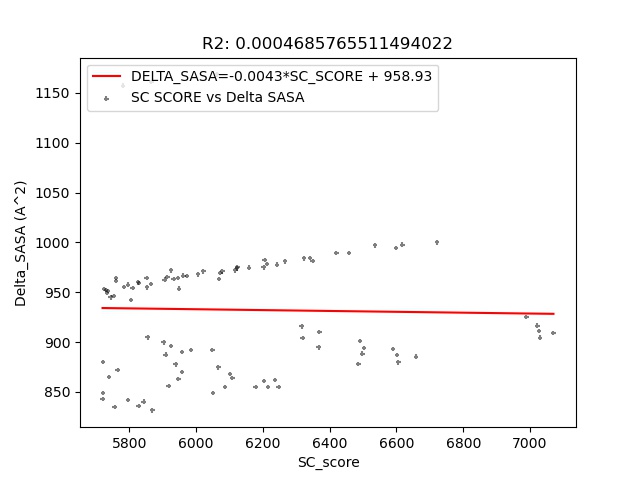 R2: 0.0004685765511494022
DELTA_SASA=-0.0043*SC_SCORE + 958.93
SC SCORE vs Delta SASA
1150
1100
1050
1000
950
900
850
Delta_SASA (A^2)
5800 6000 6200 6400 6600 6800 7000
SC_score